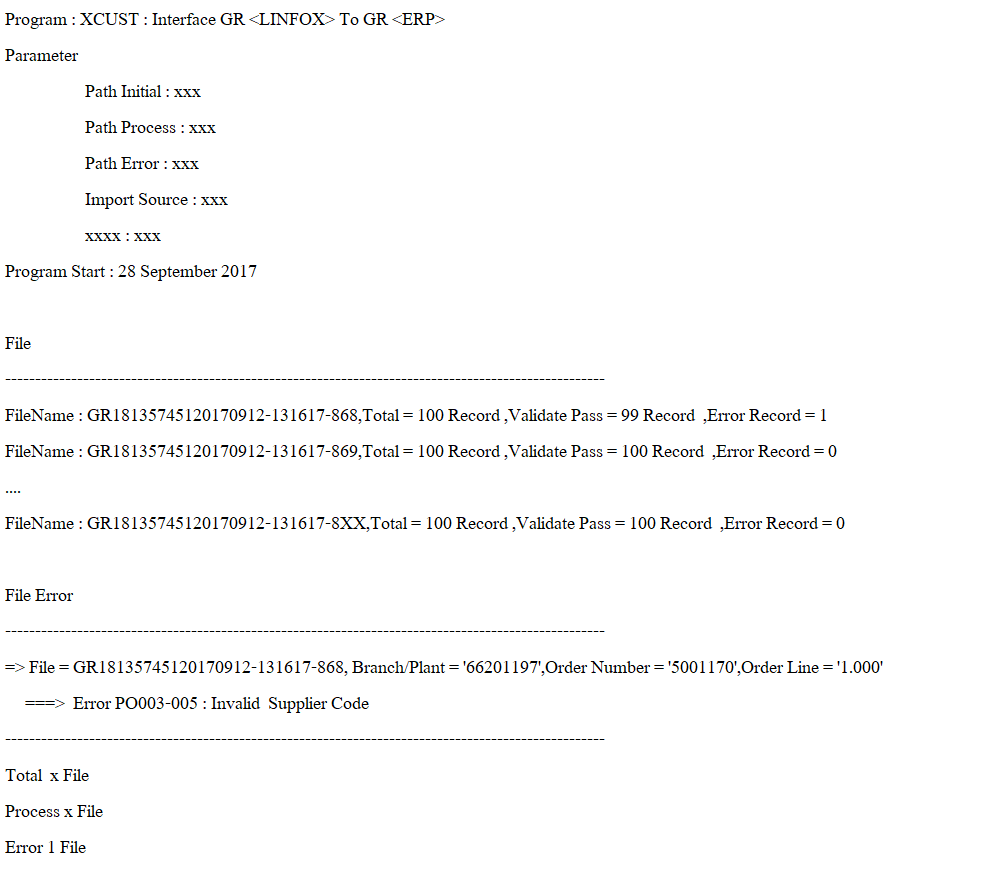 Program : XCUST : Interface GR <LINFOX> To GR <ERP>
Parameter
Path Initial : xxx
Path Process : xxx
Path Error : xxx
Import Source : xxx
xxxx : xxx
Program Start : 28 September 2017
File
----------------------------------------------------------------------------------------------------
FileName : GR18135745120170912-131617-868,Total = 100 Record ,Validate Pass = 99 Record  ,Error Record = 1
FileName : GR18135745120170912-131617-869,Total = 100 Record ,Validate Pass = 100 Record  ,Error Record = 0
....
FileName : GR18135745120170912-131617-8XX,Total = 100 Record ,Validate Pass = 100 Record  ,Error Record = 0
File Error
----------------------------------------------------------------------------------------------------
=> File = GR18135745120170912-131617-868, Branch/Plant = '66201197',Order Number = '5001170',Order Line = '1.000'
===>  Error PO003-005 : Invalid  Supplier Code
----------------------------------------------------------------------------------------------------
Total  x File
Process x File
Error 1 File